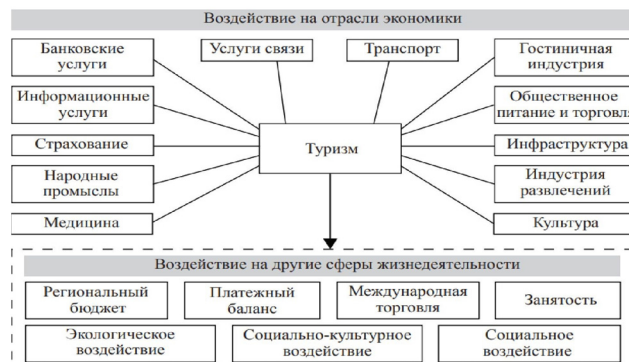 Воздействие на отрасли экономики
Банковские
услуги
Услуги связи
Транспорт
Гостиничная
индустрия
Информационные
услуги
Общественное
питание и торговля
Страхование
Туризм
Инфраструктура
Народные
промыслы
Индустрия
развлечений
Медицина
Культура
Воздействие на другие сферы жизнедеятельности
Региональный
бюджет
Платежный
баланс
Международная
торговля
Занятость
Экологическое
воздействие
Социально-культурное
воздействие
Социальное
воздействие